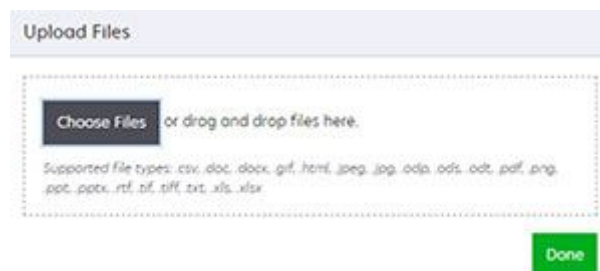 Upload Files
Choose Files or drag and drop files here.
Supported file types: csv, .doc, .docx, .gif, .html, .jpeg, .jpg, .odp, .ods, .odt, .pdf, .png,
.ppt, .pptx, .rtf, .tif, .tiff, .txt, .xls, .xlsx
Done